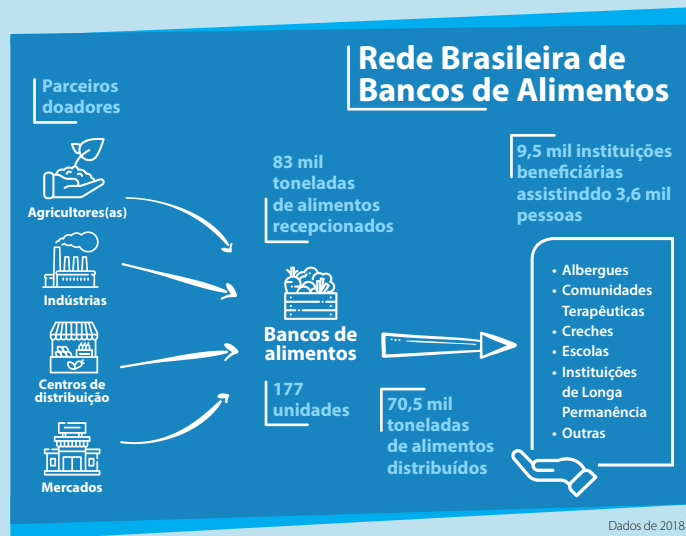 Rede Brasileira de
Bancos de Alimentos
Parceiros
doadores
Agricultores(as)
Indústrias
Centros de
distribuição
Mercados
83 mil
toneladas
de alimentos
recepcionados
Bancos de
alimentos
177
unidades
70,5 mil
toneladas
de alimentos
distribuídos
9,5 mil instituições
beneficiárias
assistinddo 3,6 mil
pessoas
• Albergues
• Comunidades
Terapêuticas
• Creches
• Escolas
• Instituições
de Longa
Permanência
• Outras
Dados de 2018